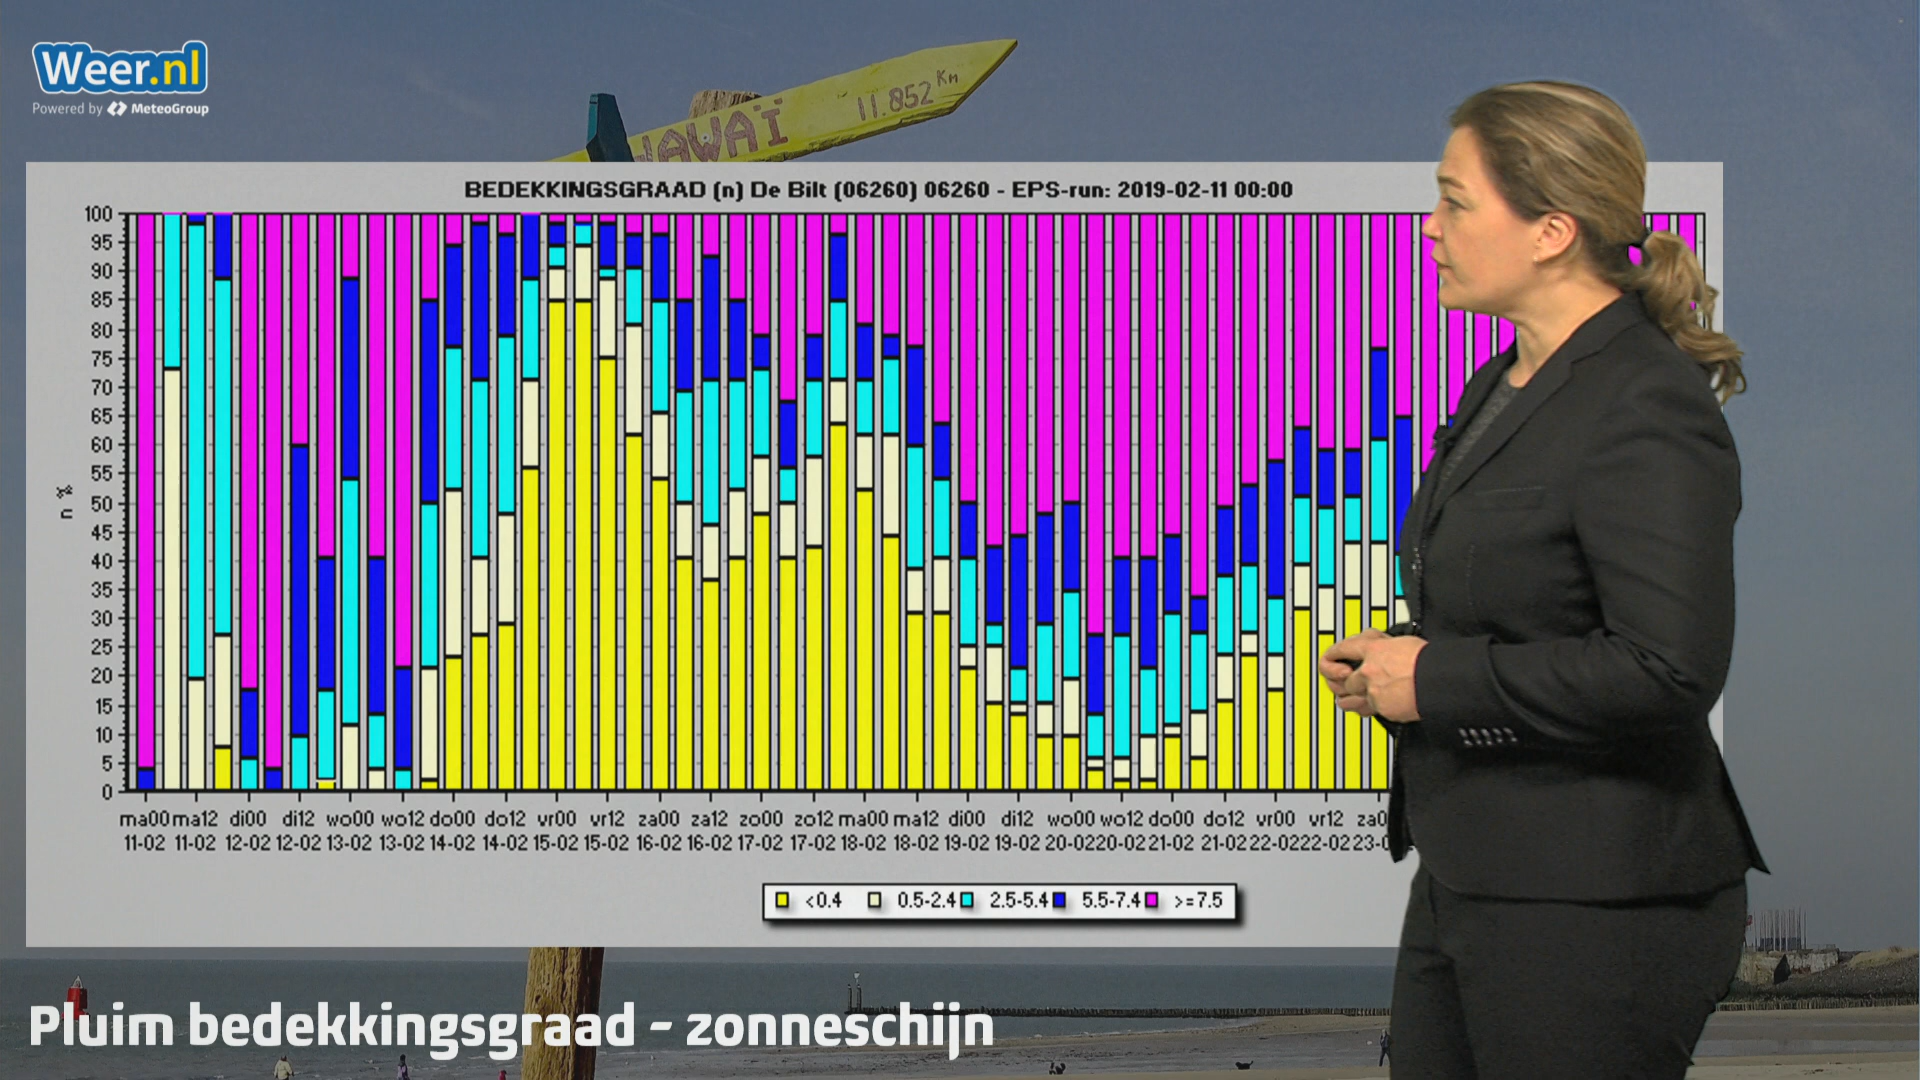 Weer.nl
Powered by MeteoGroup
11.852 Km
HAWAÏ
BEDEKKINGSGRAAD (n) De Bilt (06260) 06260 - EPS-run: 2019-02-11 00:00
100
95
90
85
80
75
70
65
60
55
50
45
40
35
30
25
20
15
10
5
0
n %
ma00 ma12 di00 di12 wo00 wo12 do00 do12 vr00 vr12 za00 za12 zo00 zo12 ma00 ma12 di00 di12 wo00 wo12 do00 do12 vr00 vr12 za0
11-02 11-02 12-02 12-02 13-02 13-02 14-02 14-02 15-02 15-02 16-02 16-02 17-02 17-02 18-02 18-02 19-02 19-02 20-02 20-02 21-02 21-02 22-02 22-02 23-0
<0.4 0.5-2.4 2.5-5.4 5.5-7.4 >=7.5
Pluim bedekkingsgraad - zonneschijn